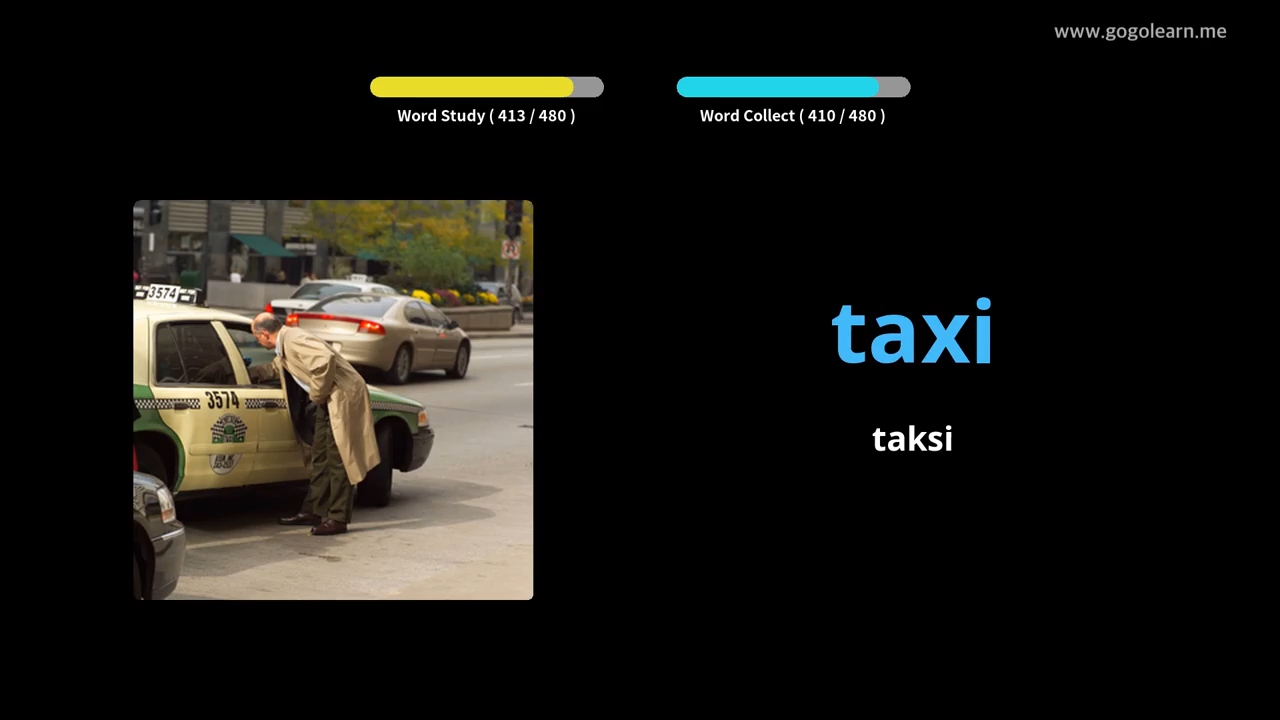 www.gogolearn.me
Word Study ( 413 / 480 )
Word Collect ( 410 / 480 )
3574
3574
taxi
taksi